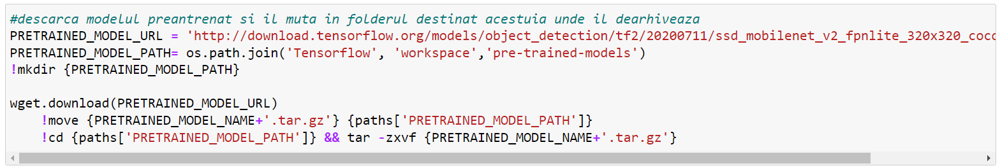 #descarca modelul preantrenat si il muta in folderul destinat acestuia unde il dearhiveaza
PRETRAINED_MODEL_URL = 'http://download.tensorflow.org/models/object_detection/tf2/20200711/ssd_mobilenet_v2_fpnlite_320x320_coco
PRETRAINED_MODEL_PATH= os.path.join('Tensorflow', 'workspace','pre-trained-models')
!mkdir {PRETRAINED_MODEL_PATH}
wget.download(PRETRAINED_MODEL_URL)
    !move {PRETRAINED_MODEL_NAME+'.tar.gz'} {paths['PRETRAINED_MODEL_PATH']}
    !cd {paths['PRETRAINED_MODEL_PATH']} && tar -zxvf {PRETRAINED_MODEL_NAME+'.tar.gz'}